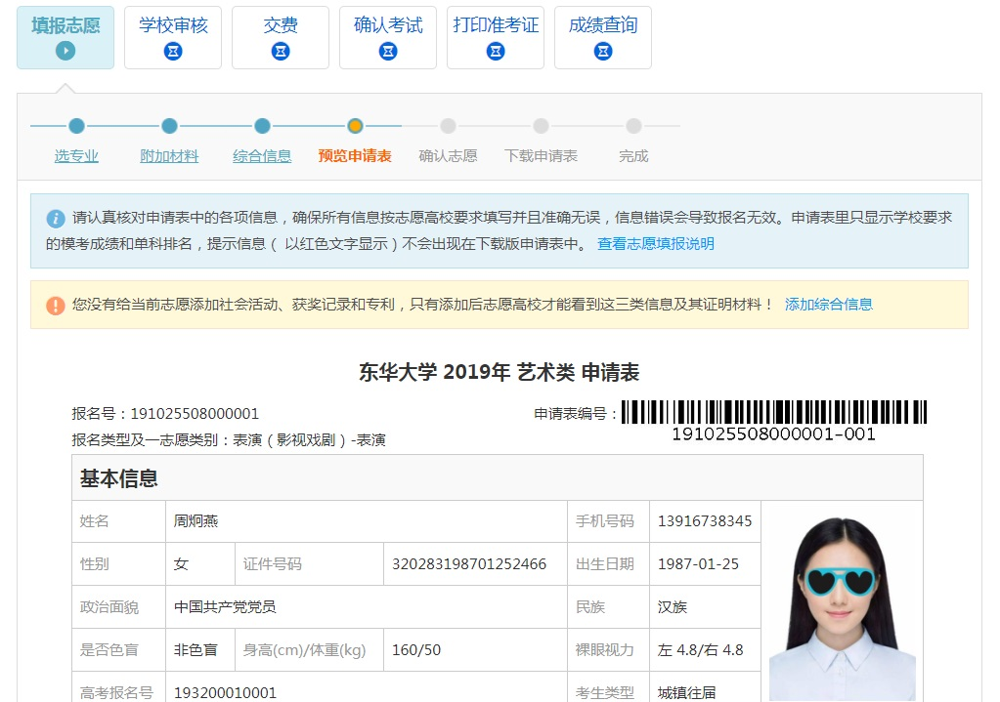 填报志愿 学校审核 交费 确认考试 打印准考证 成绩查询
选专业 附加材料 综合信息 预览申请表 确认志愿 下载申请表 完成
请认真核对申请表中的各项信息，确保所有信息按志愿高校要求填写并且准确无误，信息错误会导致报名无效。申请表里只显示学校要求
的模考成绩和单科排名，提示信息（ 以红色文字显示 ）不会出现在下载版申请表中。 查看志愿填报说明
您没有给当前志愿添加社会活动、获奖记录和专利，只有添加后志愿高校才能看到这三类信息及其证明材料！ 添加综合信息
东华大学 2019年 艺术类 申请表
报名号：191025508000001 申请表编号：
191025508000001-001
报名类型及一志愿类别：表演（影视戏剧）-表演
基本信息
姓名 周炯燕 手机号码 13916738345
性别 女 证件号码 320283198701252466 出生日期 1987-01-25
政治面貌 中国共产党党员 民族 汉族
是否色盲 非色盲 身高(cm)/体重(kg) 160/50 裸眼视力 左 4.8/右 4.8
高考报名号 193200010001 考生类型 城镇往届